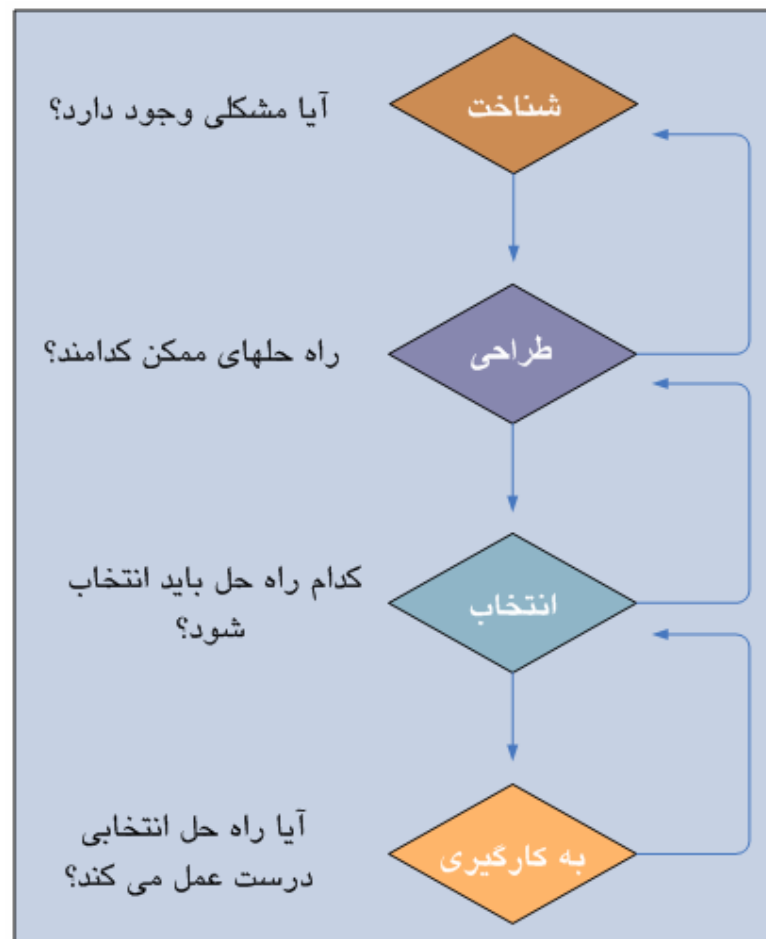 شناخت
آیا مشکلی وجود دارد؟
طراحی
راه حلهای ممکن کدامند؟
انتخاب
کدام راه حل باید انتخاب
شود؟
به کارگیری
آیا راه حل انتخابی
درست عمل می کند؟